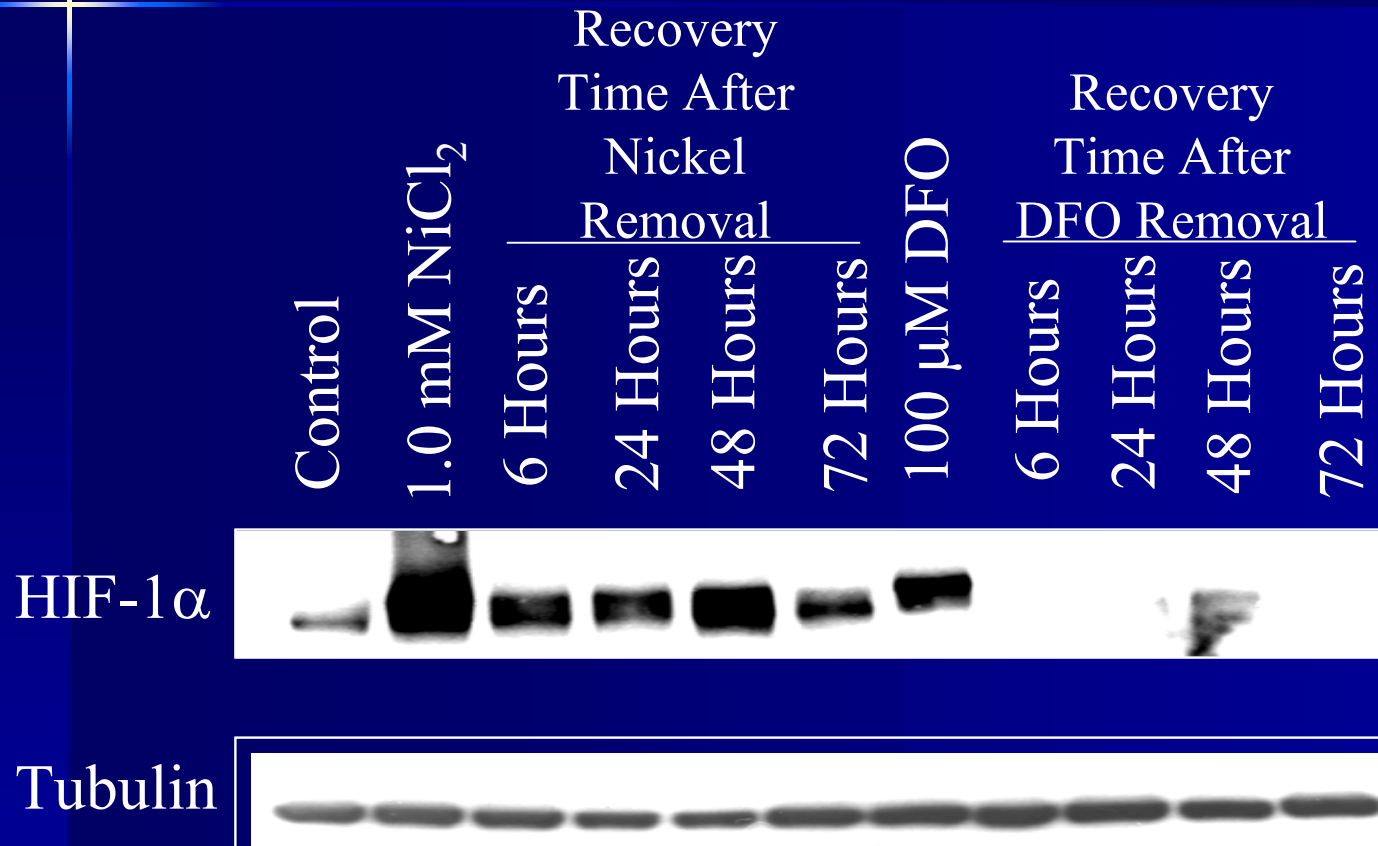 Recovery
Time After
Nickel
Removal
Recovery
Time After
DFO Removal
Control
1.0 mM NiCl₂
6 Hours
24 Hours
48 Hours
72 Hours
100 μM DFO
6 Hours
24 Hours
48 Hours
72 Hours
HIF-1α
Tubulin